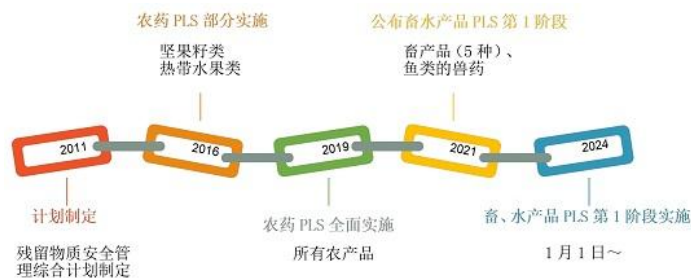 农药 PLS 部分实施
坚果籽类
热带水果类
公布畜水产品 PLS 第 1 阶段
畜产品（5 种）、
鱼类的兽药
2011
2016
2019
2021
2024
计划制定
残留物质安全管
理综合计划制定
农药 PLS 全面实施
所有农产品
畜、水产品 PLS 第 1 阶段实施
1 月 1 日～